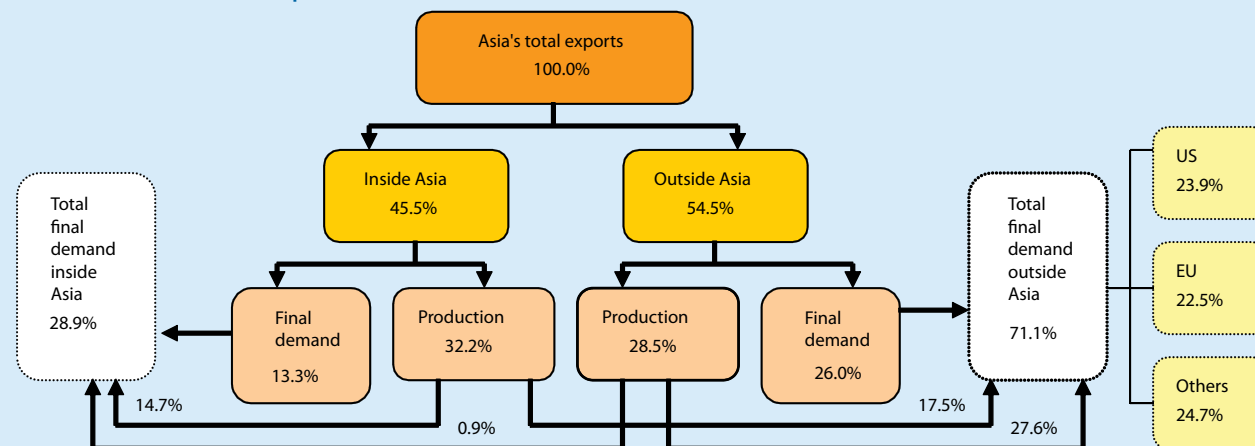 Asia's total exports
100.0%
Inside Asia
45.5%
Outside Asia
54.5%
US
23.9%
Total
final
demand
inside
Asia
28.9%
Total
final
demand
outside
Asia
71.1%
EU
22.5%
Final
demand
13.3%
Production
32.2%
Production
28.5%
Final
demand
26.0%
Others
24.7%
14.7%
0.9%
17.5%
27.6%